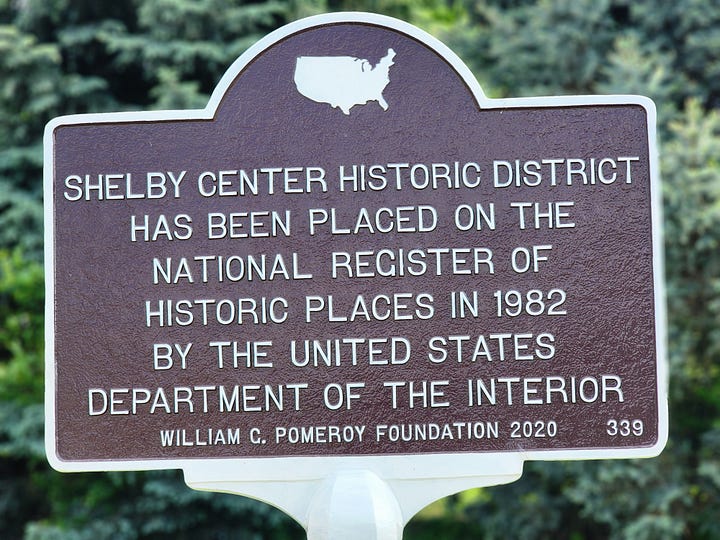 SHELBY CENTER HISTORIC DISTRICT
HAS BEEN PLACED ON THE
NATIONAL REGISTER OF
HISTORIC PLACES IN 1982
BY THE UNITED STATES
DEPARTMENT OF THE INTERIOR
WILLIAM G. POMEROY FOUNDATION 2020 339